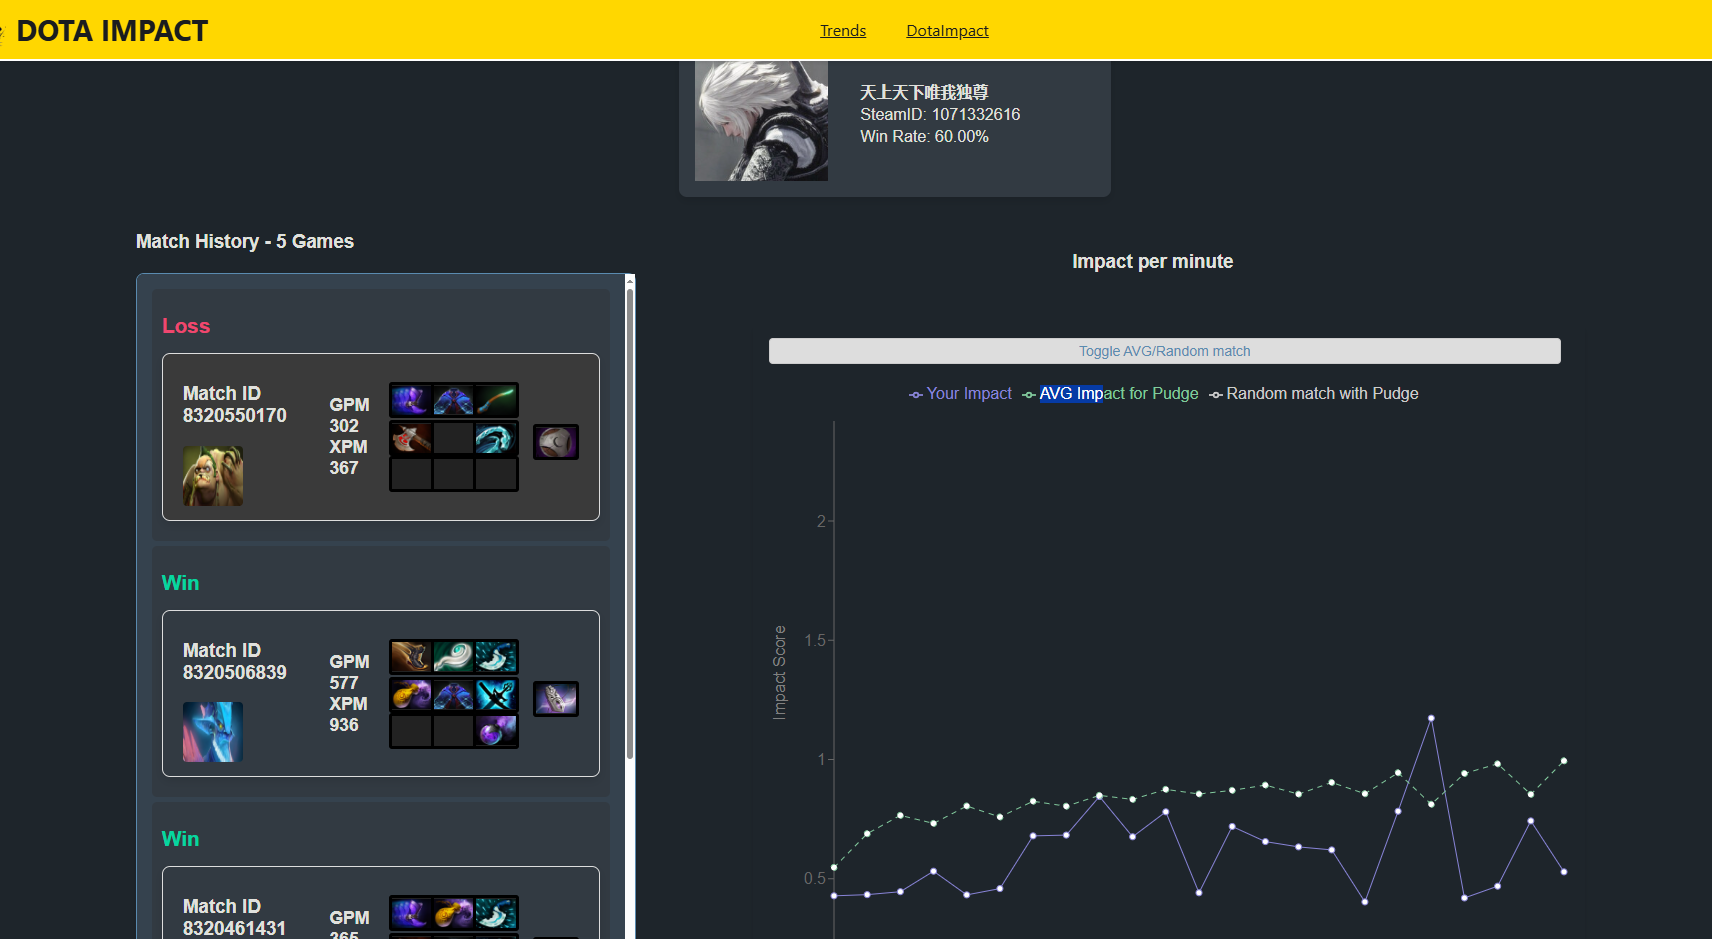 DOTA IMPACT
Trends
DotaImpact
天上天下唯我独尊
SteamID: 1071332616
Win Rate: 60.00%
Match History - 5 Games
Loss
Match ID
8320550170
GPM
302
XPM
367
Win
Match ID
8320506839
GPM
577
XPM
936
Win
Match ID
8320461431
GPM
365
Impact per minute
Toggle AVG/Random match
Your Impact
AVG Impact for Pudge
Random match with Pudge
Impact Score
2
1.5
1
0.5